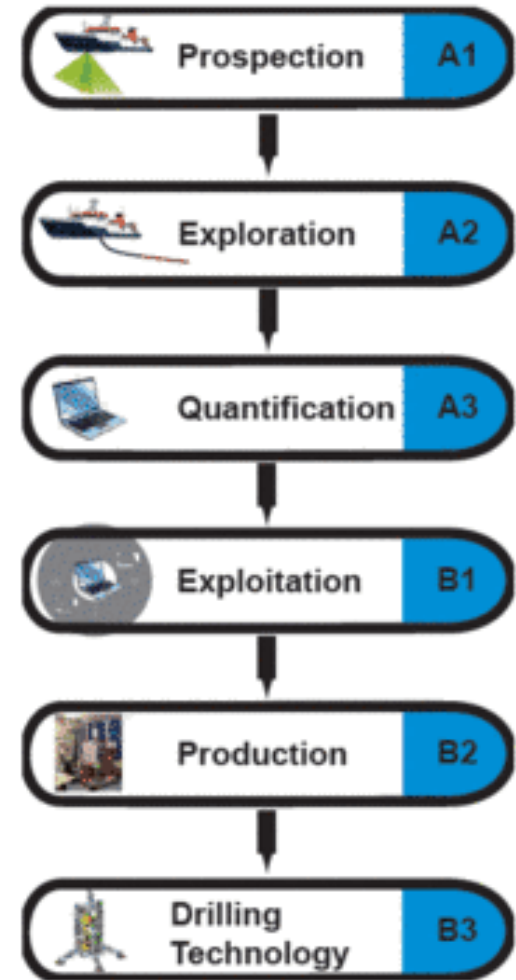 Prospection A1
Exploration A2
Quantification A3
Exploitation B1
Production B2
Drilling
Technology B3